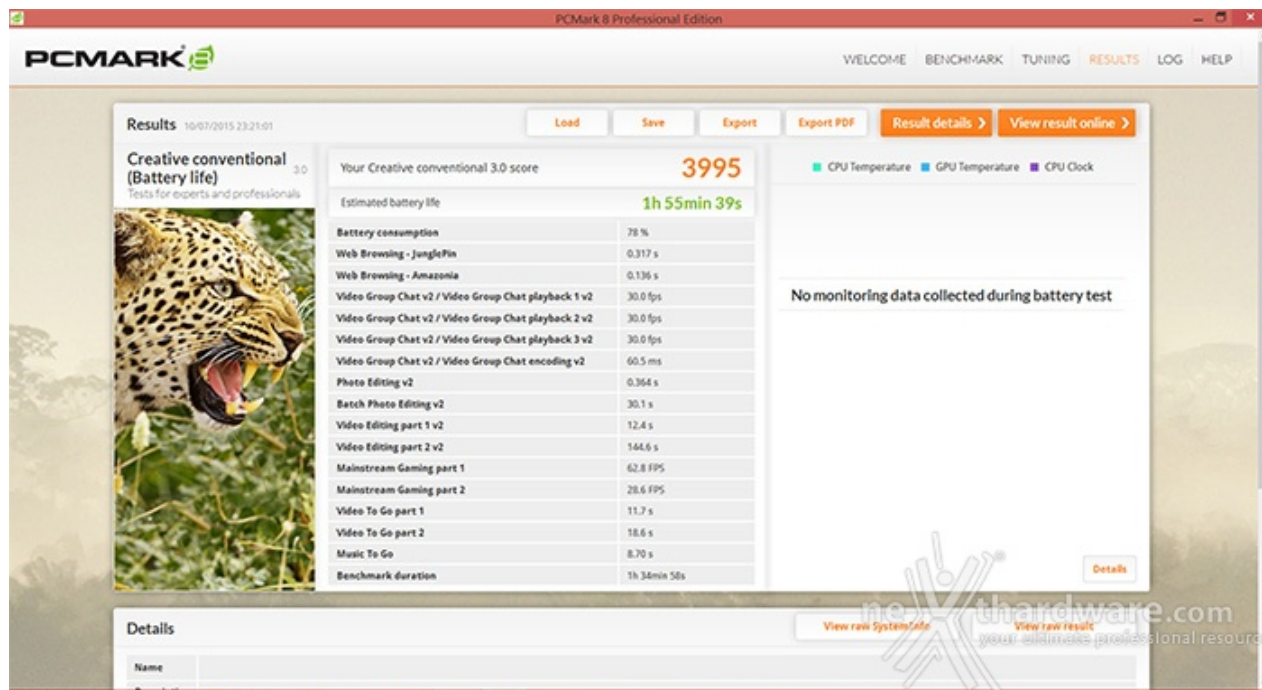 PCMark 8 Professional Edition
PCMARK 8
WELCOME BENCHMARK TUNING RESULTS LOG HELP
Results 10/07/2015 23:21:01
Load Save Export Export PDF Result details View result online
Creative conventional (Battery life) 3.0
Tests for experts and professionals
Your Creative conventional 3.0 score 3995
Estimated battery life 1h 55min 39s
Battery consumption 78 %
Web Browsing - JunglePin 0.317 s
Web Browsing - Amazonia 0.136 s
Video Group Chat v2 / Video Group Chat playback 1 v2 30.0 fps
Video Group Chat v2 / Video Group Chat playback 2 v2 30.0 fps
Video Group Chat v2 / Video Group Chat playback 3 v2 30.0 fps
Video Group Chat v2 / Video Group Chat encoding v2 60.5 ms
Photo Editing v2 0.364 s
Batch Photo Editing v2 30.1 s
Video Editing part 1 v2 12.4 s
Video Editing part 2 v2 144.6 s
Mainstream Gaming part 1 62.8 FPS
Mainstream Gaming part 2 28.6 FPS
Video To Go part 1 11.7 s
Video To Go part 2 18.6 s
Music To Go 8.70 s
Benchmark duration 1h 34min 58s
CPU Temperature GPU Temperature CPU Clock
No monitoring data collected during battery test
Details
Details
View raw SystemInfo View raw result
nexthardware.com
your ultimate professional resourc
Name